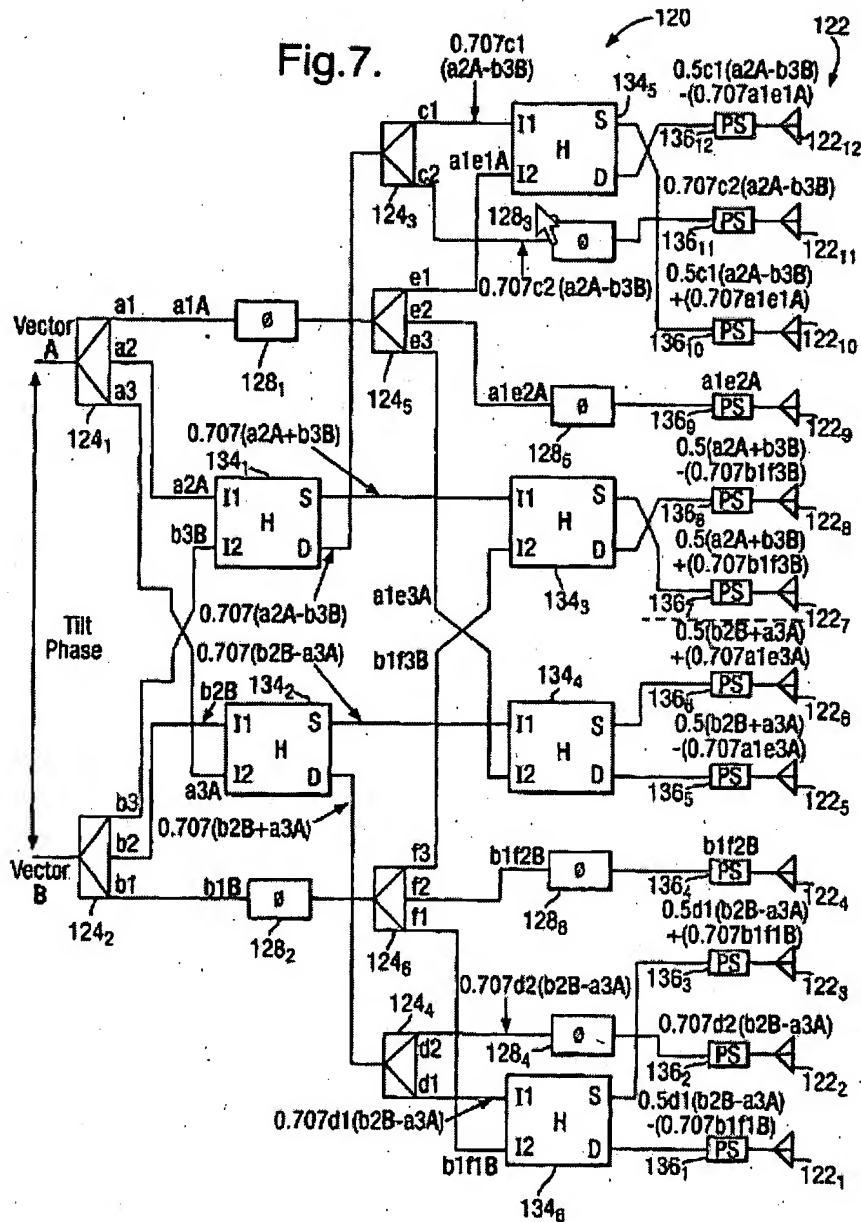 Fig.7.
120
122
0.707c1
(a2A-b3B)
0.5c1(a2A-b3B)
-(0.707a1e1A)
134₅
c1
I1
S
H
I2
D
PS
136₁₂
122₁₂
a1e1A
c2
124₃
128₃
Ø
0.707c2(a2A-b3B)
PS
136₁₁
122₁₁
0.707c2 (a2A-b3B)
0.5c1(a2A-b3B)
+(0.707a1e1A)
PS
136₁₀
122₁₀
Vector
A
a1
a1A
Ø
128₁
e1
e2
e3
124₅
a2
a3
124₁
a1e2A
Ø
128₅
a1e2A
PS
136₉
122₉
0.707(a2A+b3B)
134₁
a2A
I1
S
H
b3B
I2
D
0.5(a2A+b3B)
-(0.707b1f3B)
I1
S
H
I2
D
134₃
PS
136₈
122₈
0.5(a2A+b3B)
+(0.707b1f3B)
PS
136₇
122₇
a1e3A
b1f3B
0.707(a2A-b3B)
Tilt
Phase
0.707(b2B-a3A)
b2B
134₂
I1
S
H
a3A
I2
D
134₄
I1
S
H
I2
D
0.5(b2B+a3A)
+(0.707a1e3A)
PS
136₆
122₆
0.5(b2B+a3A)
-(0.707a1e3A)
PS
136₅
122₅
0.707(b2B+a3A)
Vector
B
b3
b2
b1
124₂
b1B
Ø
128₂
f3
f2
f1
124₆
b1f2B
Ø
128₈
b1f2B
PS
136₄
122₄
0.5d1(b2B-a3A)
+(0.707b1f1B)
PS
136₃
122₃
0.707d2(b2B-a3A)
124₄
d2
d1
128₄
Ø
0.707d2(b2B-a3A)
PS
136₂
122₂
0.707d1(b2B-a3A)
I1
S
H
I2
D
b1f1B
134₆
0.5d1(b2B-a3A)
-(0.707b1f1B)
PS
136₁
122₁